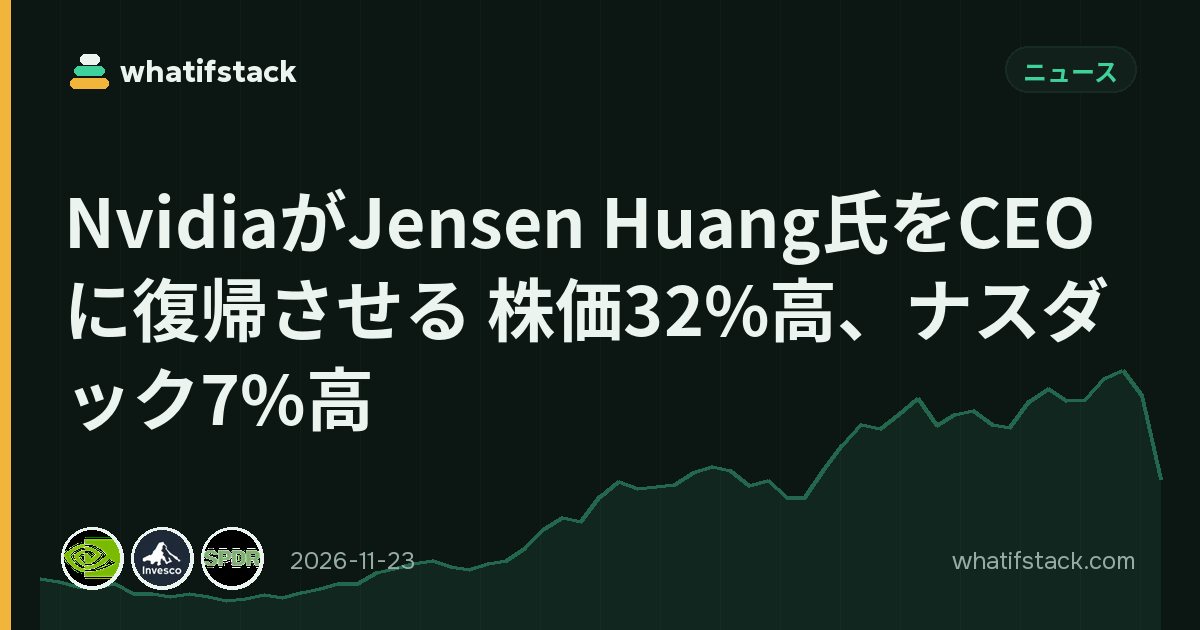 whatifstack
ニュース
NvidiaがJensen Huang氏をCEO
に復帰させる 株価32%高、ナスダ
ック7%高
Invesco
SPDR
2026-11-23
whatifstack.com